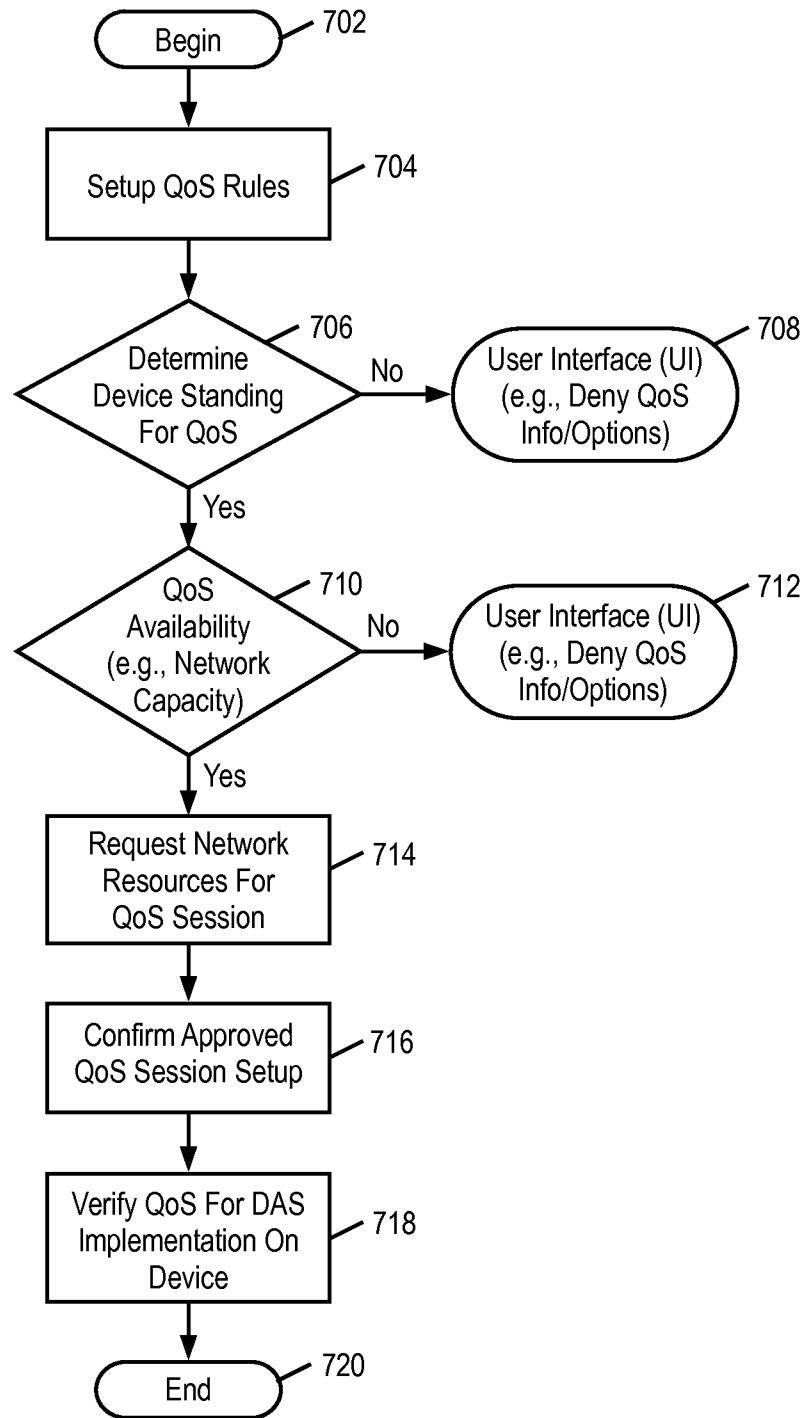 Begin
702
Setup QoS Rules
704
706
Determine
Device Standing
For QoS
No
708
User Interface (UI)
(e.g., Deny QoS
Info/Options)
Yes
710
QoS
Availability
(e.g., Network
Capacity)
No
712
User Interface (UI)
(e.g., Deny QoS
Info/Options)
Yes
Request Network
Resources For
QoS Session
714
Confirm Approved
QoS Session Setup
716
Verify QoS For DAS
Implementation On
Device
718
End
720